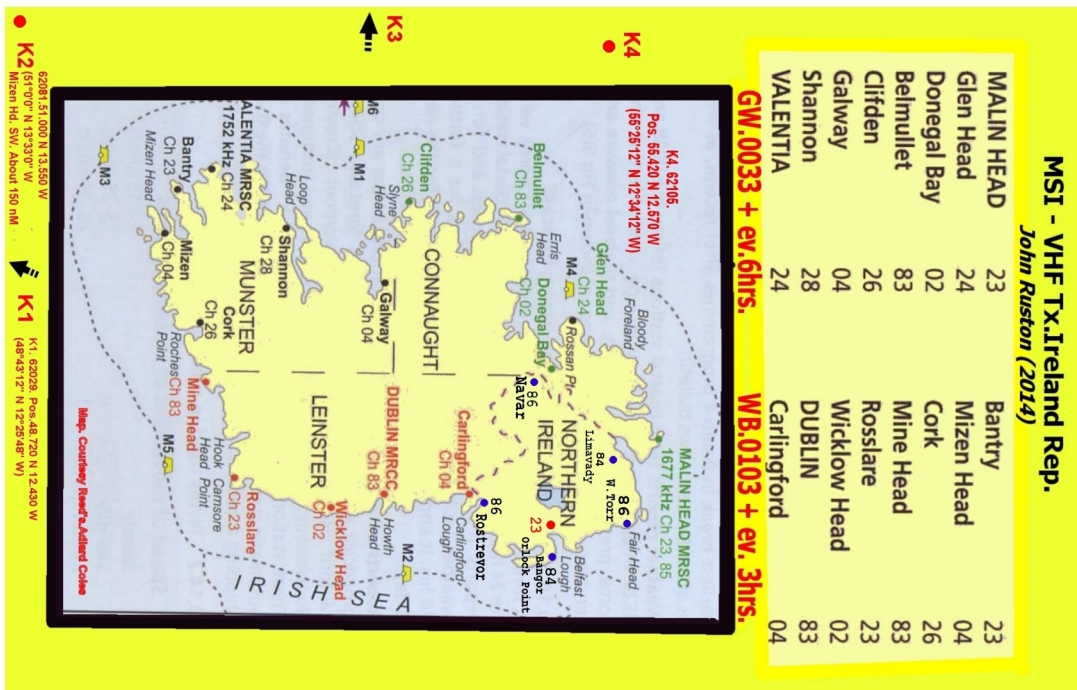 MSI - VHF Tx.Ireland Rep.
John Ruston (2014)
MALIN HEAD 23 Bantry 23
Glen Head 24 Mizen Head 04
Donegal Bay 02 Cork 26
Belmullet 83 Mine Head 83
Clifden 26 Rosslare 23
Galway 04 Wicklow Head 02
Shannon 28 DUBLIN 83
VALENTIA 24 Carlingford 04
GW.0033 + ev.6hrs. WB.0103 + ev. 3hrs.
K4
K4. 62105.
Pos. 55.420 N 12.570 W
(55°25'12" N 12°34'12" W)
MALIN HEAD MRSC
1677 kHz Ch 23, 85
Bloody
Foreland
Fair Head
86
W.Torr
Limavady
84
Glen Head
Ch 24
M4
Rossan Pt
NORTHERN
IRELAND
23
Belfast
Lough
84
Bangor
Orlock Point
Belmullet
Ch 83
Erris
Head
Donegal Bay
Ch 02
86
Navar
86
Rostrevor
Carlingford
Ch 04
Carlingford
Lough
K3
Clifden
Ch 26
Slyne
Head
CONNAUGHT
Galway
Ch 04
DUBLIN MRCC
Ch 83
Howth
Head
M2
M6
M1
Loop
Head
Shannon
Ch 28
LEINSTER
Wicklow Head
Ch 02
IRISH SEA
ALENTIA MRSC
1752 kHz Ch 24
MUNSTER
Cork
Ch 26
Bantry
Ch 23
Mizen Head
Mizen
Ch 04
Roches
Point
Mine Head
Ch 83
Hook
Head
Carnsore
Point
Rosslare
Ch 23
M3
M5
Map. Courtesy Reed's.Adlard Coles
K2
62081.51.000 N 13.550 W
(51°0'0" N 13°33'0" W
Mizen Hd. SW. About 150 nM
K1
K1. 62029. Pos.48.720 N 12.430 W
(48°43'12" N 12°25'48" W)